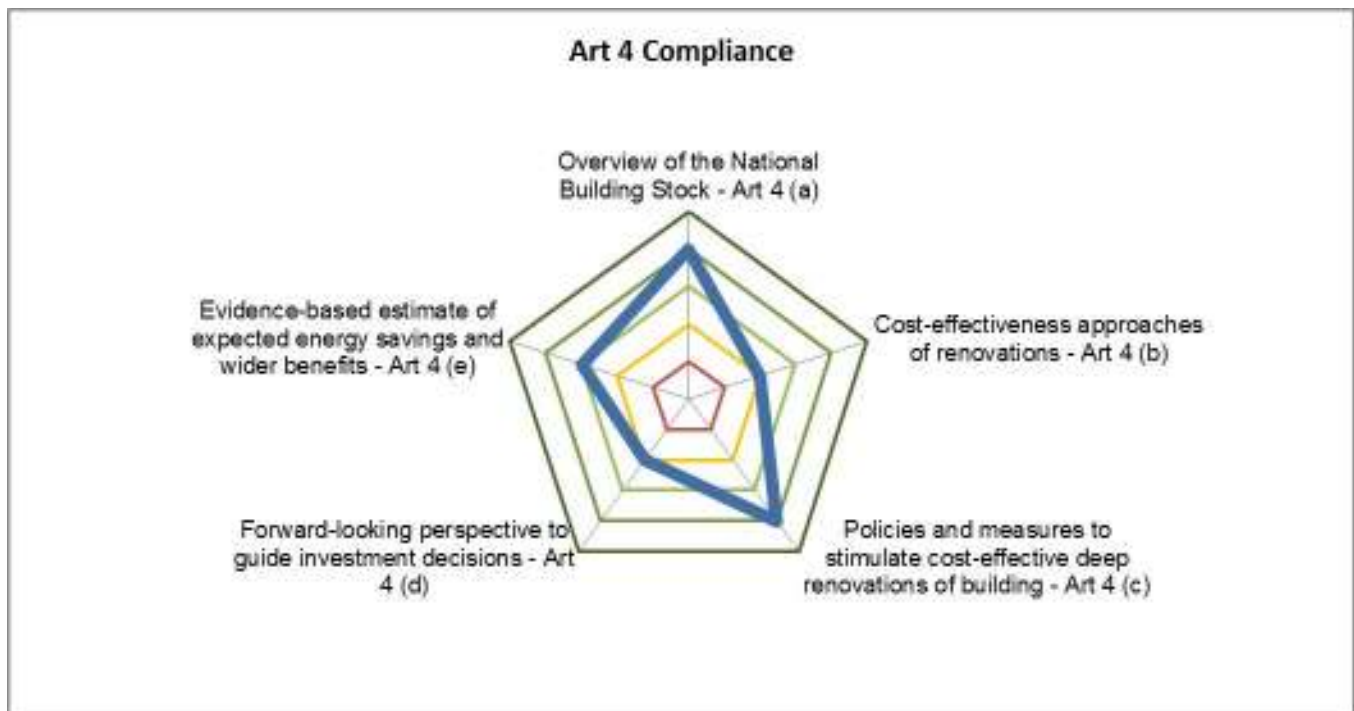 Art 4 Compliance
Overview of the National
Building Stock - Art 4 (a)
Cost-effectiveness approaches
of renovations - Art 4 (b)
Policies and measures to
stimulate cost-effective deep
renovations of building - Art 4 (c)
Forward-looking perspective to
guide investment decisions - Art
4 (d)
Evidence-based estimate of
expected energy savings and
wider benefits - Art 4 (e)